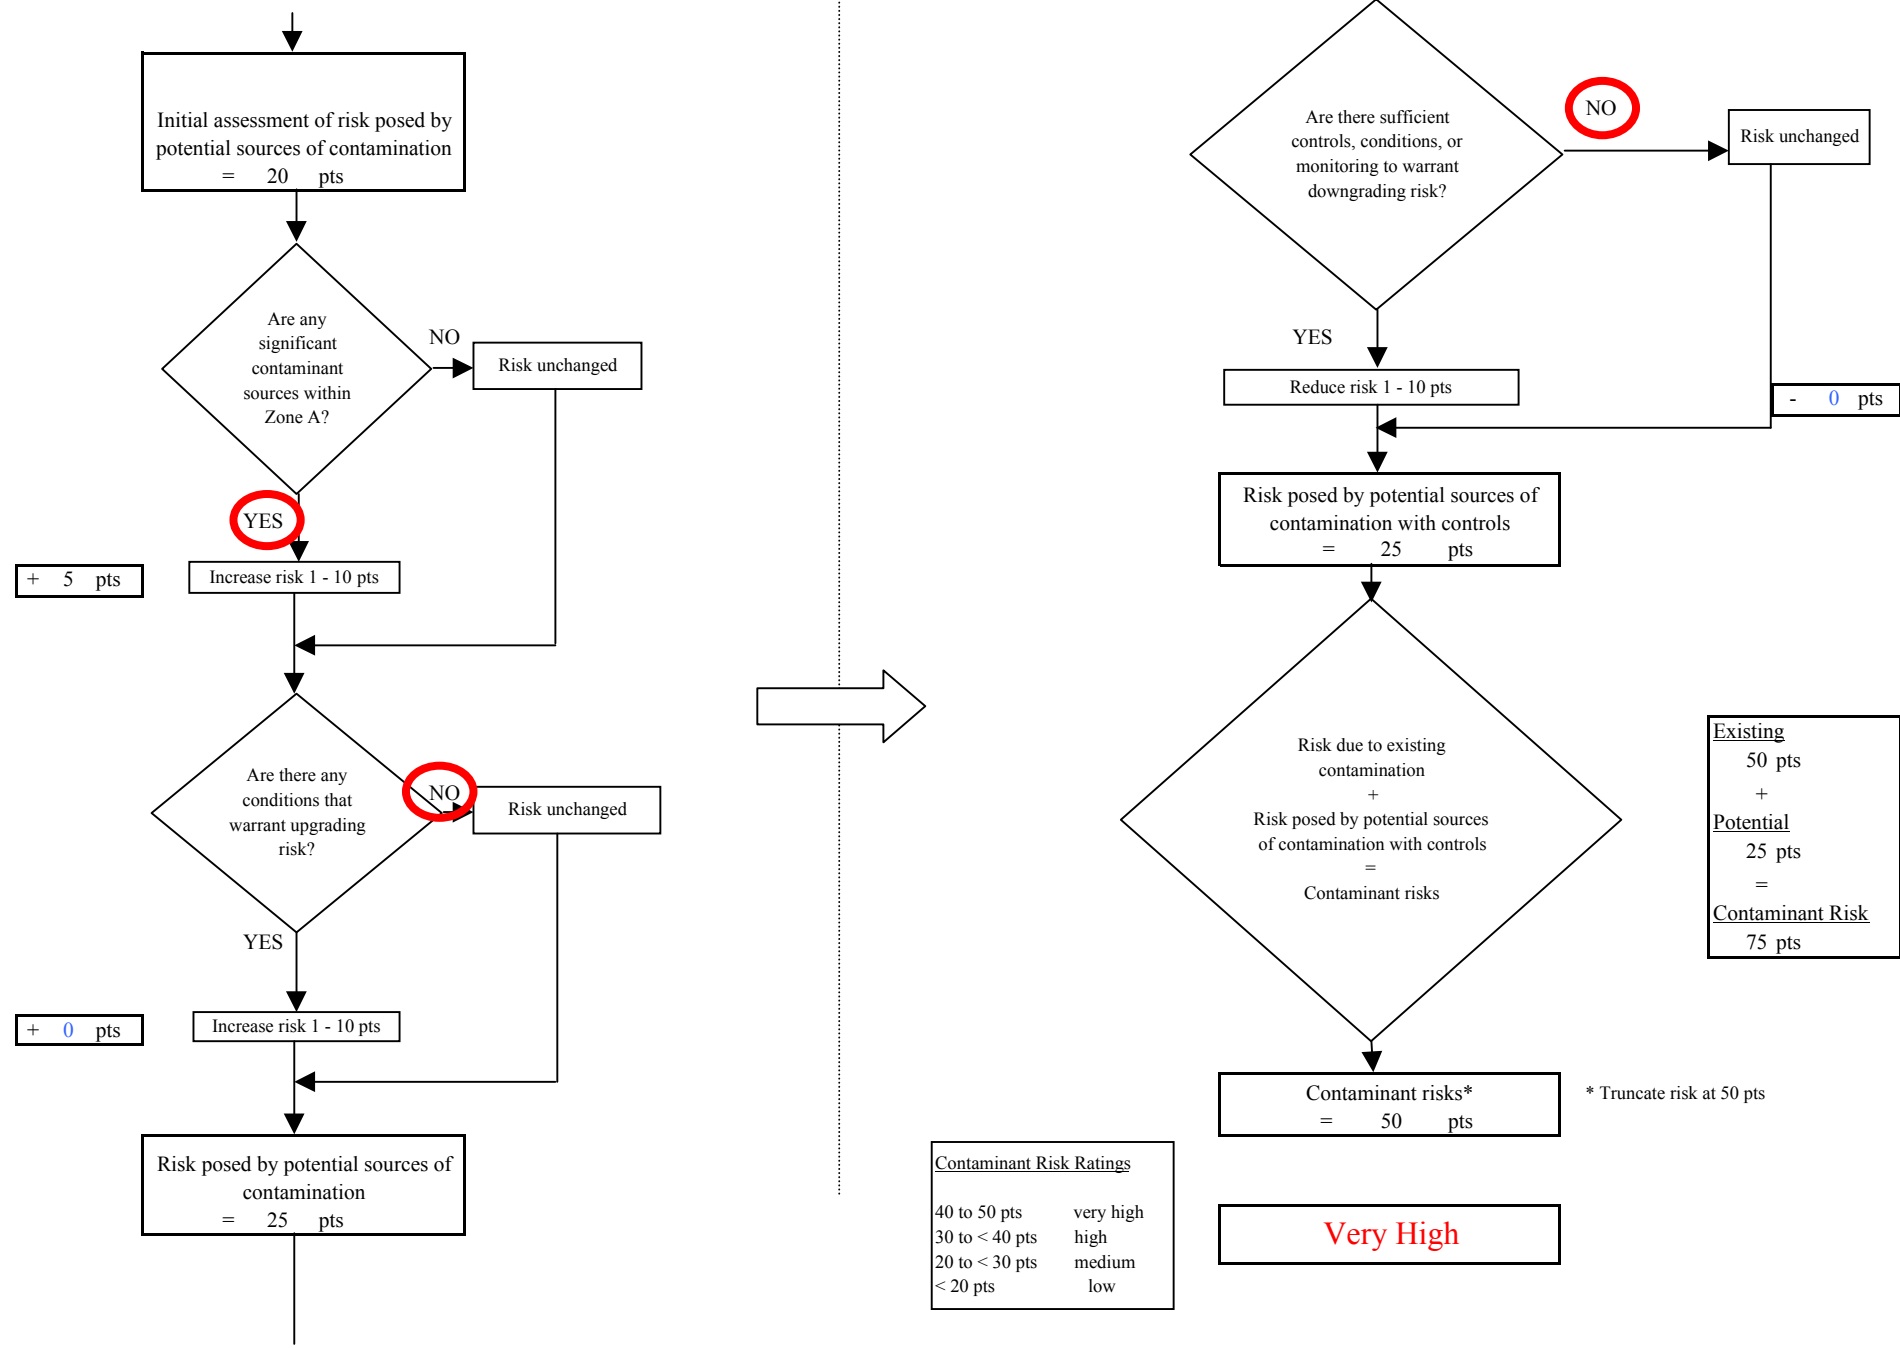 Initial assessment of risk posed by
potential sources of contamination
= 20 pts
Are any
significant
contaminant
sources within
Zone A?
NO
Risk unchanged
YES
+ 5 pts
Increase risk 1 - 10 pts
Are there any
conditions that
warrant upgrading
risk?
NO
Risk unchanged
YES
+ 0 pts
Increase risk 1 - 10 pts
Risk posed by potential sources of
contamination
= 25 pts
Are there sufficient
controls, conditions, or
monitoring to warrant
downgrading risk?
NO
Risk unchanged
YES
Reduce risk 1 - 10 pts
- 0 pts
Risk posed by potential sources of
contamination with controls
= 25 pts
Risk due to existing
contamination
+
Risk posed by potential sources
of contamination with controls
=
Contaminant risks
Existing
50 pts
+
Potential
25 pts
=
Contaminant Risk
75 pts
Contaminant risks*
= 50 pts
* Truncate risk at 50 pts
Contaminant Risk Ratings
40 to 50 pts very high
30 to < 40 pts high
20 to < 30 pts medium
< 20 pts low
Very High